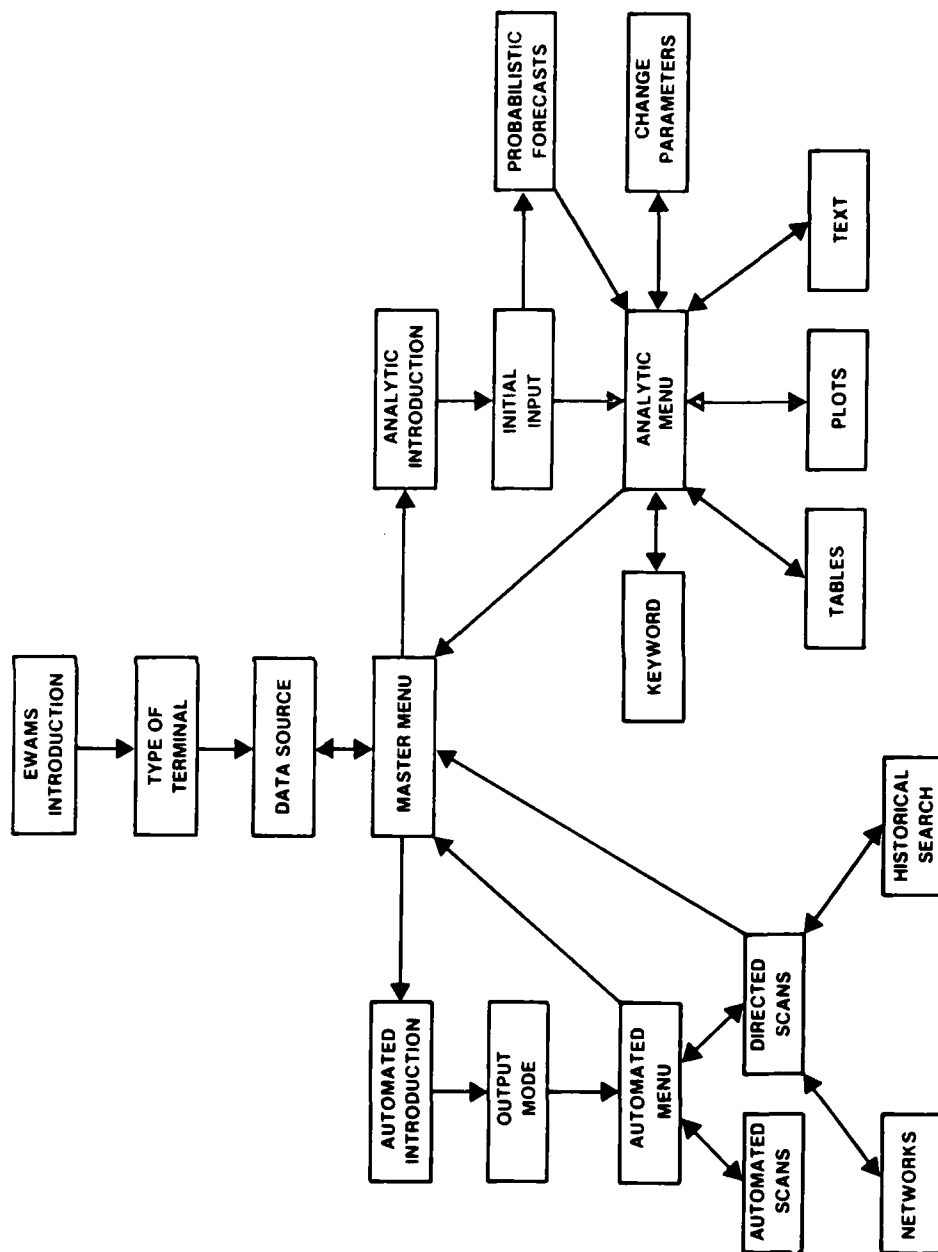 EWAMS
INTRODUCTION
TYPE OF
TERMINAL
DATA SOURCE
MASTER MENU
AUTOMATED
INTRODUCTION
ANALYTIC
INTRODUCTION
OUTPUT
MODE
INITIAL
INPUT
PROBABILISTIC
FORECASTS
AUTOMATED
MENU
KEYWORD
ANALYTIC
MENU
CHANGE
PARAMETERS
AUTOMATED
SCANS
DIRECTED
SCANS
TABLES
PLOTS
TEXT
NETWORKS
HISTORICAL
SEARCH